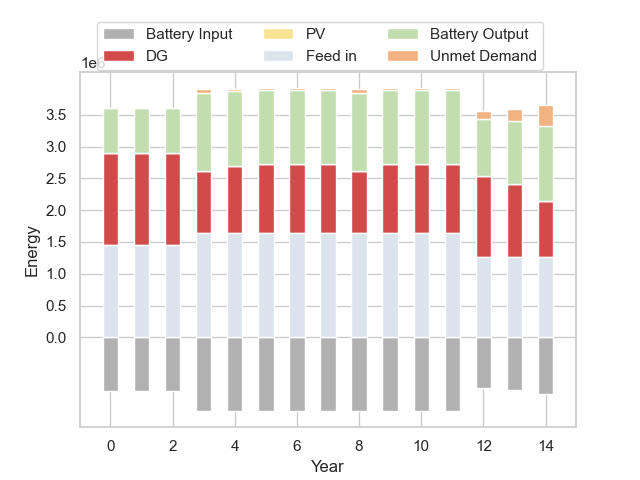 Battery Input PV Battery Output
DG Feed in Unmet Demand
1e6
3.5
3.0
2.5
2.0
1.5
1.0
0.5
0.0
Energy
0 2 4 6 8 10 12 14
Year